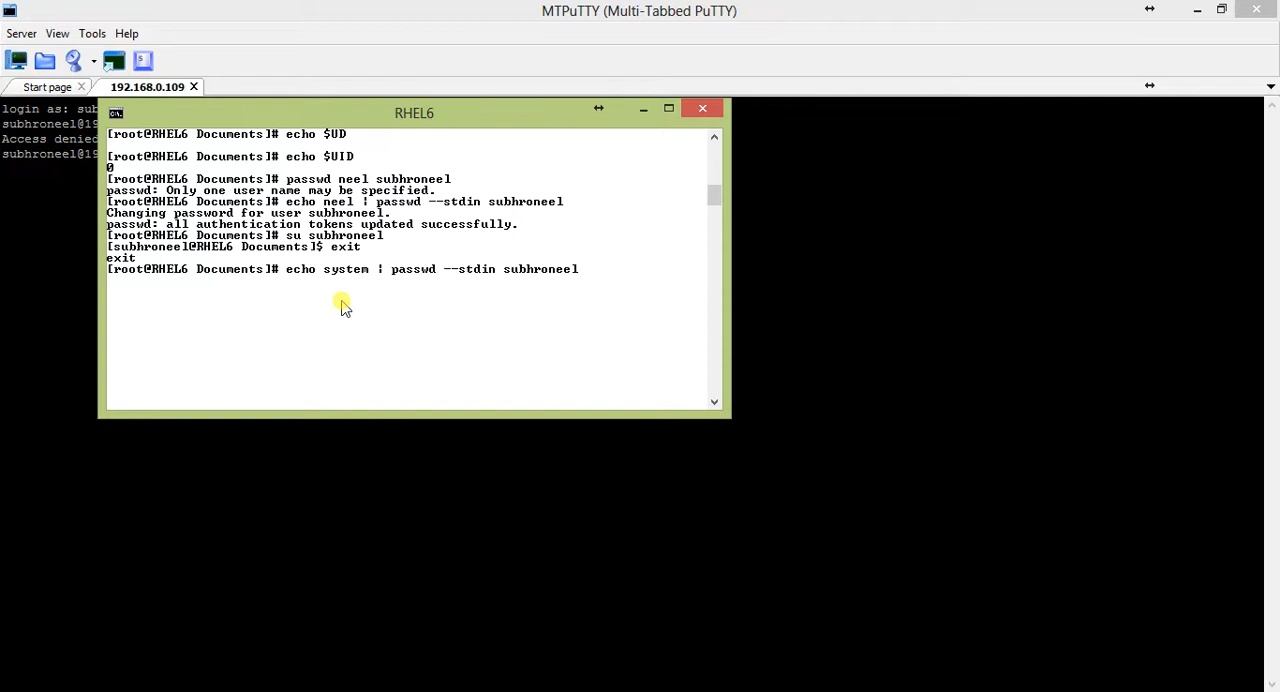 MTPuTTY (Multi-Tabbed PuTTY)
Server View Tools Help
Start page 192.168.0.109
login as: sub
subhroneel@19
Access denied
subhroneel@19
RHEL6
[root@RHEL6 Documents]# echo $UD
[root@RHEL6 Documents]# echo $UID
0
[root@RHEL6 Documents]# passwd neel subhroneel
passwd: Only one user name may be specified.
[root@RHEL6 Documents]# echo neel | passwd --stdin subhroneel
Changing password for user subhroneel.
passwd: all authentication tokens updated successfully.
[root@RHEL6 Documents]# su subhroneel
[subhroneel@RHEL6 Documents]$ exit
exit
[root@RHEL6 Documents]# echo system | passwd --stdin subhroneel